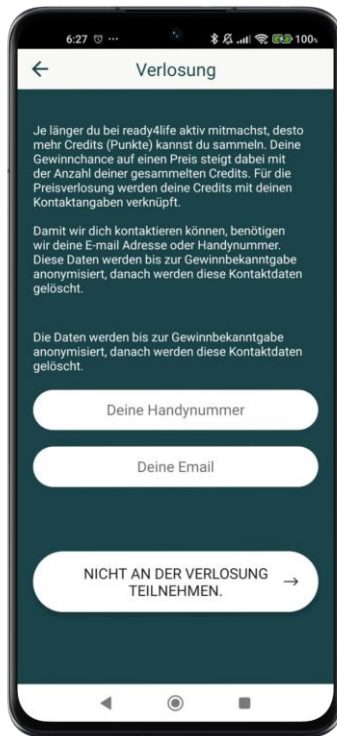 6:27 ··· 100%
Verlosung
Je länger du bei ready4life aktiv mitmachst, desto
mehr Credits (Punkte) kannst du sammeln. Deine
Gewinnchance auf einen Preis steigt dabei mit
der Anzahl deiner gesammelten Credits. Für die
Preisverlosung werden deine Credits mit deinen
Kontaktangaben verknüpft.
Damit wir dich kontaktieren können, benötigen
wir deine E-mail Adresse oder Handynummer.
Diese Daten werden bis zur Gewinnbekanntgabe
anonymisiert, danach werden diese Kontaktdaten
gelöscht.
Die Daten werden bis zur Gewinnbekanntgabe
anonymisiert, danach werden diese Kontaktdaten
gelöscht.
Deine Handynummer
Deine Email
NICHT AN DER VERLOSUNG
TEILNEHMEN.